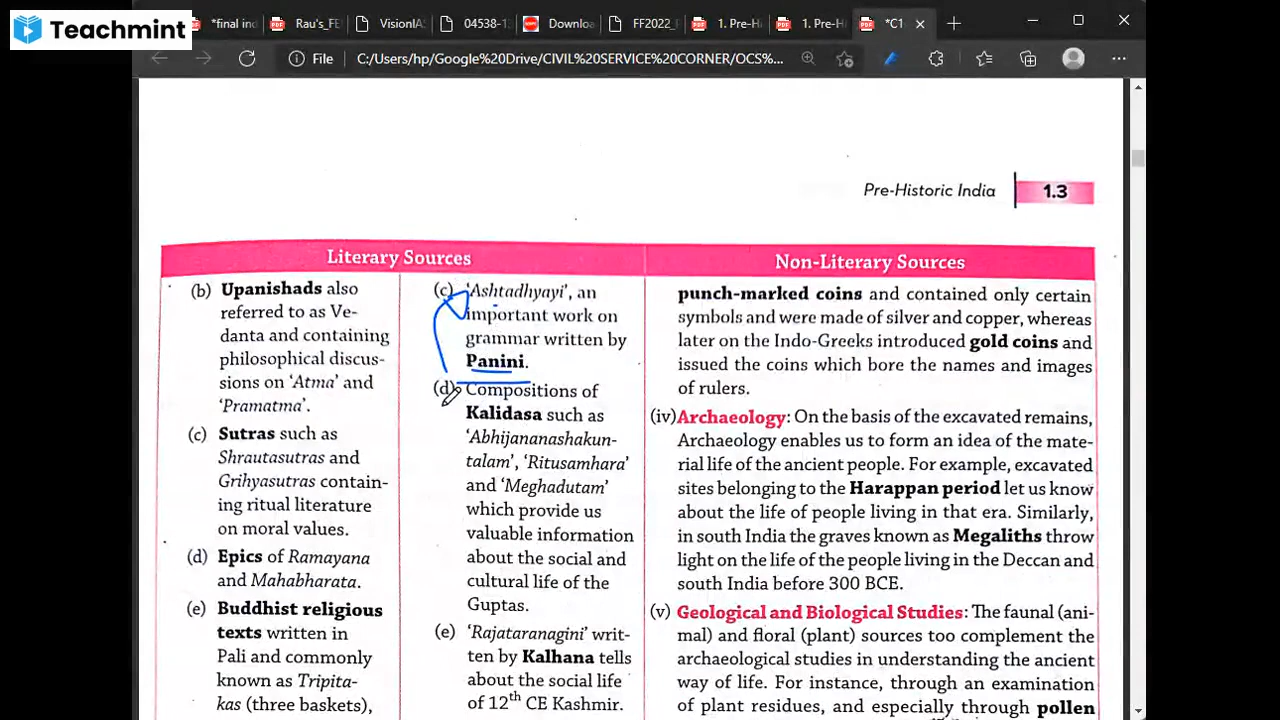 Teachmint
*final in
Rau's_FE
VisionIA
04538-1
Downloa
FF2022_
1. Pre-H
1. Pre-H
*C1
File
C:/Users/hp/Google%20Drive/CIVIL%20SERVICE%20CORNER/OCS%...
Pre-Historic India 1.3
Literary Sources
(b) Upanishads also
referred to as Ve-
danta and containing
philosophical discus-
sions on 'Atma' and
'Pramatma'.
(c) Sutras such as
Shrautasutras and
Grihyasutras contain-
ing ritual literature
on moral values.
(d) Epics of Ramayana
and Mahabharata.
(e) Buddhist religious
texts written in
Pali and commonly
known as Tripita-
kas (three baskets),
(c) 'Ashtadhyayi', an
important work on
grammar written by
Panini.
(d) Compositions of
Kalidasa such as
'Abhijananashakun-
talam', 'Ritusamhara'
and 'Meghadutam'
which provide us
valuable information
about the social and
cultural life of the
Guptas.
(e) 'Rajataranagini' writ-
ten by Kalhana tells
about the social life
of 12th CE Kashmir.
Non-Literary Sources
punch-marked coins and contained only certain
symbols and were made of silver and copper, whereas
later on the Indo-Greeks introduced gold coins and
issued the coins which bore the names and images
of rulers.
(iv) Archaeology: On the basis of the excavated remains,
Archaeology enables us to form an idea of the mate-
rial life of the ancient people. For example, excavated
sites belonging to the Harappan period let us know
about the life of people living in that era. Similarly,
in south India the graves known as Megaliths throw
light on the life of the people living in the Deccan and
south India before 300 BCE.
(v) Geological and Biological Studies: The faunal (ani-
mal) and floral (plant) sources too complement the
archaeological studies in understanding the ancient
way of life. For instance, through an examination
of plant residues, and especially through pollen